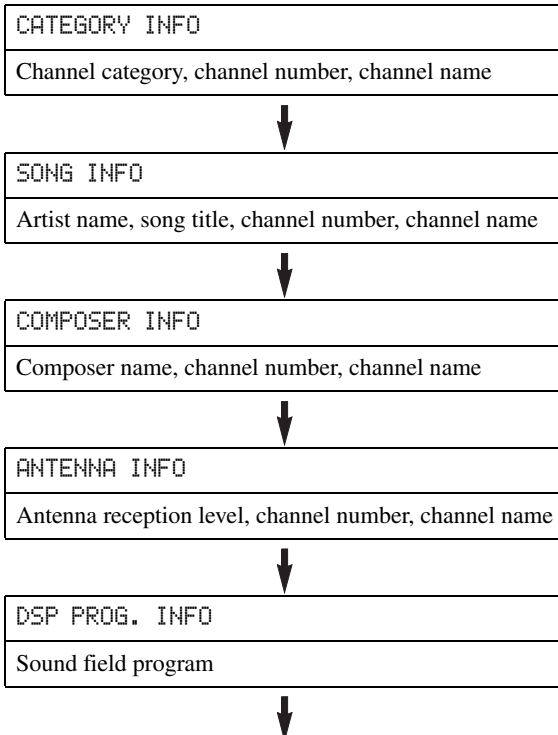 CATEGORY INFO
Channel category, channel number, channel name
SONG INFO
Artist name, song title, channel number, channel name
COMPOSER INFO
Composer name, channel number, channel name
ANTENNA INFO
Antenna reception level, channel number, channel name
DSP PROG. INFO
Sound field program